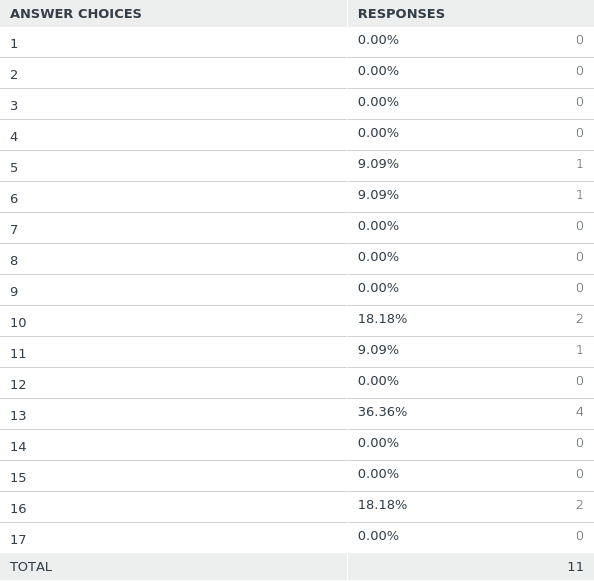 ANSWER CHOICES RESPONSES
1 0.00% 0
2 0.00% 0
3 0.00% 0
4 0.00% 0
5 9.09% 1
6 9.09% 1
7 0.00% 0
8 0.00% 0
9 0.00% 0
10 18.18% 2
11 9.09% 1
12 0.00% 0
13 36.36% 4
14 0.00% 0
15 0.00% 0
16 18.18% 2
17 0.00% 0
TOTAL 11